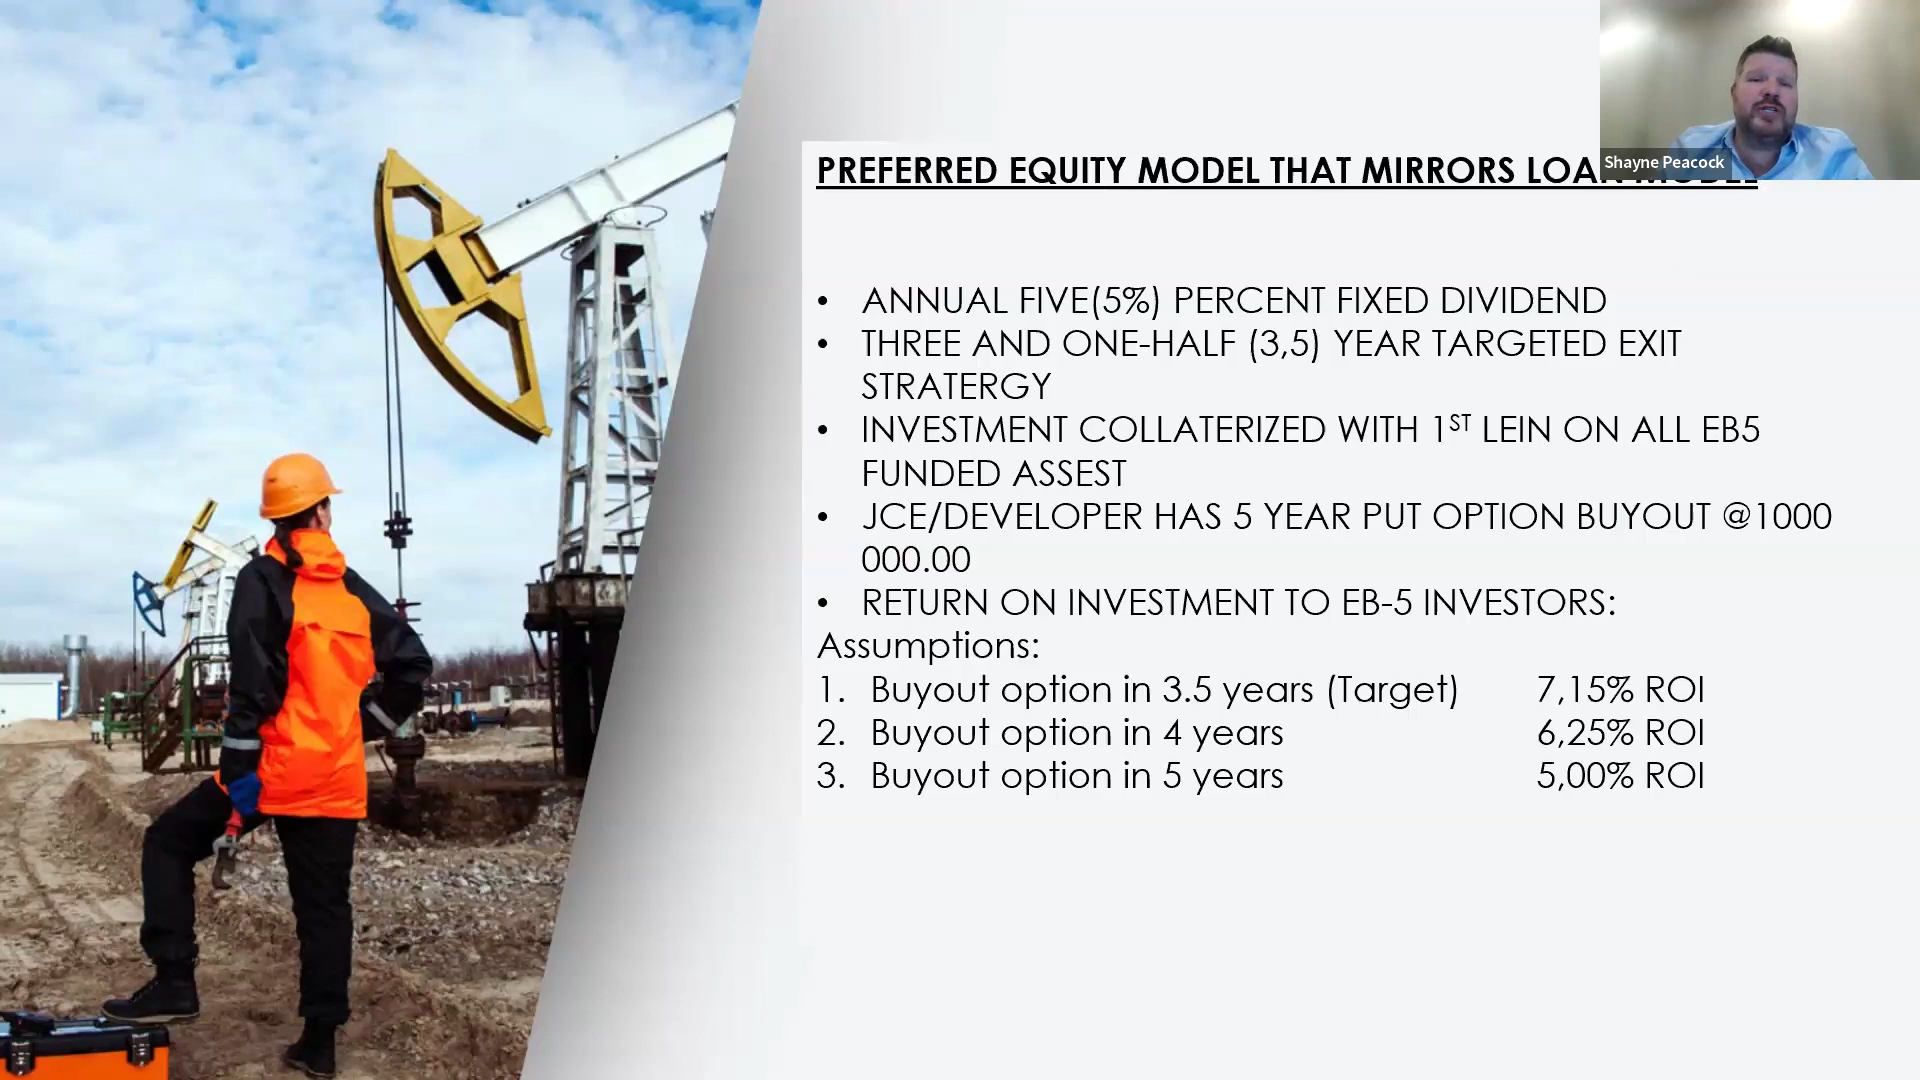 Shayne Peacock
PREFERRED EQUITY MODEL THAT MIRRORS LOAN MODEL
• ANNUAL FIVE(5%) PERCENT FIXED DIVIDEND
• THREE AND ONE-HALF (3,5) YEAR TARGETED EXIT
STRATERGY
• INVESTMENT COLLATERIZED WITH 1ST LEIN ON ALL EB5
FUNDED ASSEST
• JCE/DEVELOPER HAS 5 YEAR PUT OPTION BUYOUT @1000
000.00
• RETURN ON INVESTMENT TO EB-5 INVESTORS:
Assumptions:
1. Buyout option in 3.5 years (Target) 7,15% ROI
2. Buyout option in 4 years 6,25% ROI
3. Buyout option in 5 years 5,00% ROI